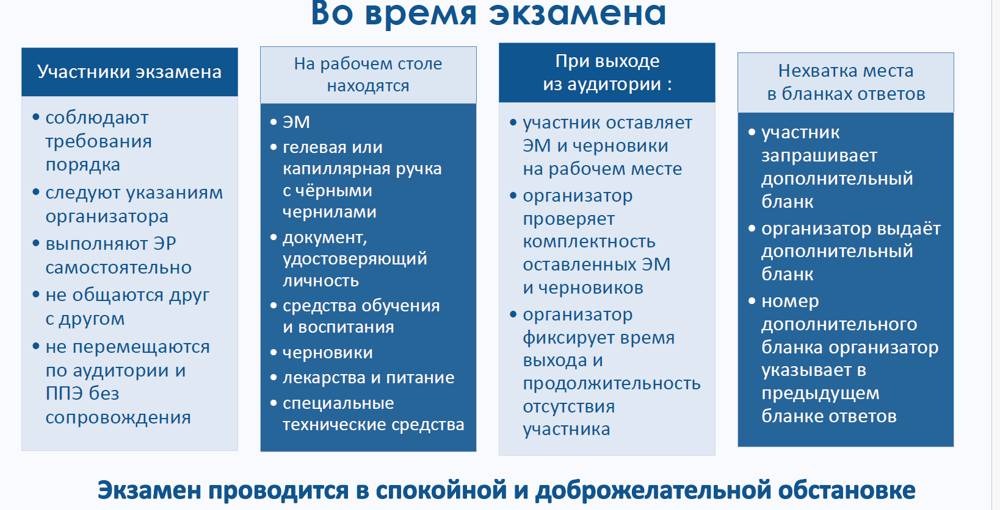 Во время экзамена
Участники экзамена
• соблюдают
требования
порядка
• следуют указаниям
организатора
• выполняют ЭР
самостоятельно
• не общаются друг
с другом
• не перемещаются
по аудитории и
ППЭ без
сопровождения
На рабочем столе
находятся
• ЭМ
• гелевая или
капиллярная ручка
с чёрными
чернилами
• документ,
удостоверяющий
личность
• средства обучения
и воспитания
• черновики
• лекарства и питание
• специальные
технические средства
При выходе
из аудитории :
• участник оставляет
ЭМ и черновики
на рабочем месте
• организатор
проверяет
комплектность
оставленных ЭМ
и черновиков
• организатор
фиксирует время
выхода и
продолжительность
отсутствия
участника
Нехватка места
в бланках ответов
• участник
запрашивает
дополнительный
бланк
• организатор выдаёт
дополнительный
бланк
• номер
дополнительного
бланка организатор
указывает в
предыдущем
бланке ответов
Экзамен проводится в спокойной и доброжелательной обстановке